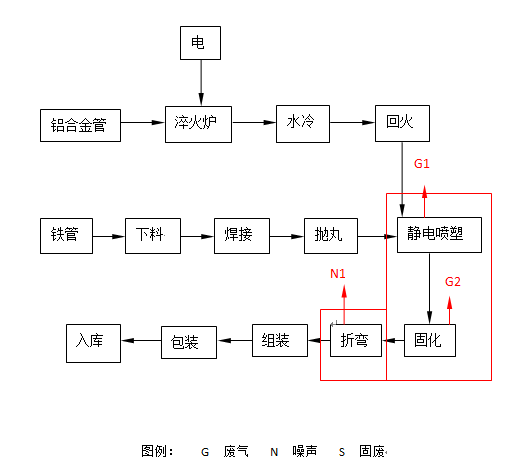 电
铝合金管 淬火炉 水冷 回火
G1
铁管 下料 焊接 抛丸 静电喷塑
N1 G2
入库 包装 组装 折弯 固化
图例： G 废气 N 噪声 S 固废